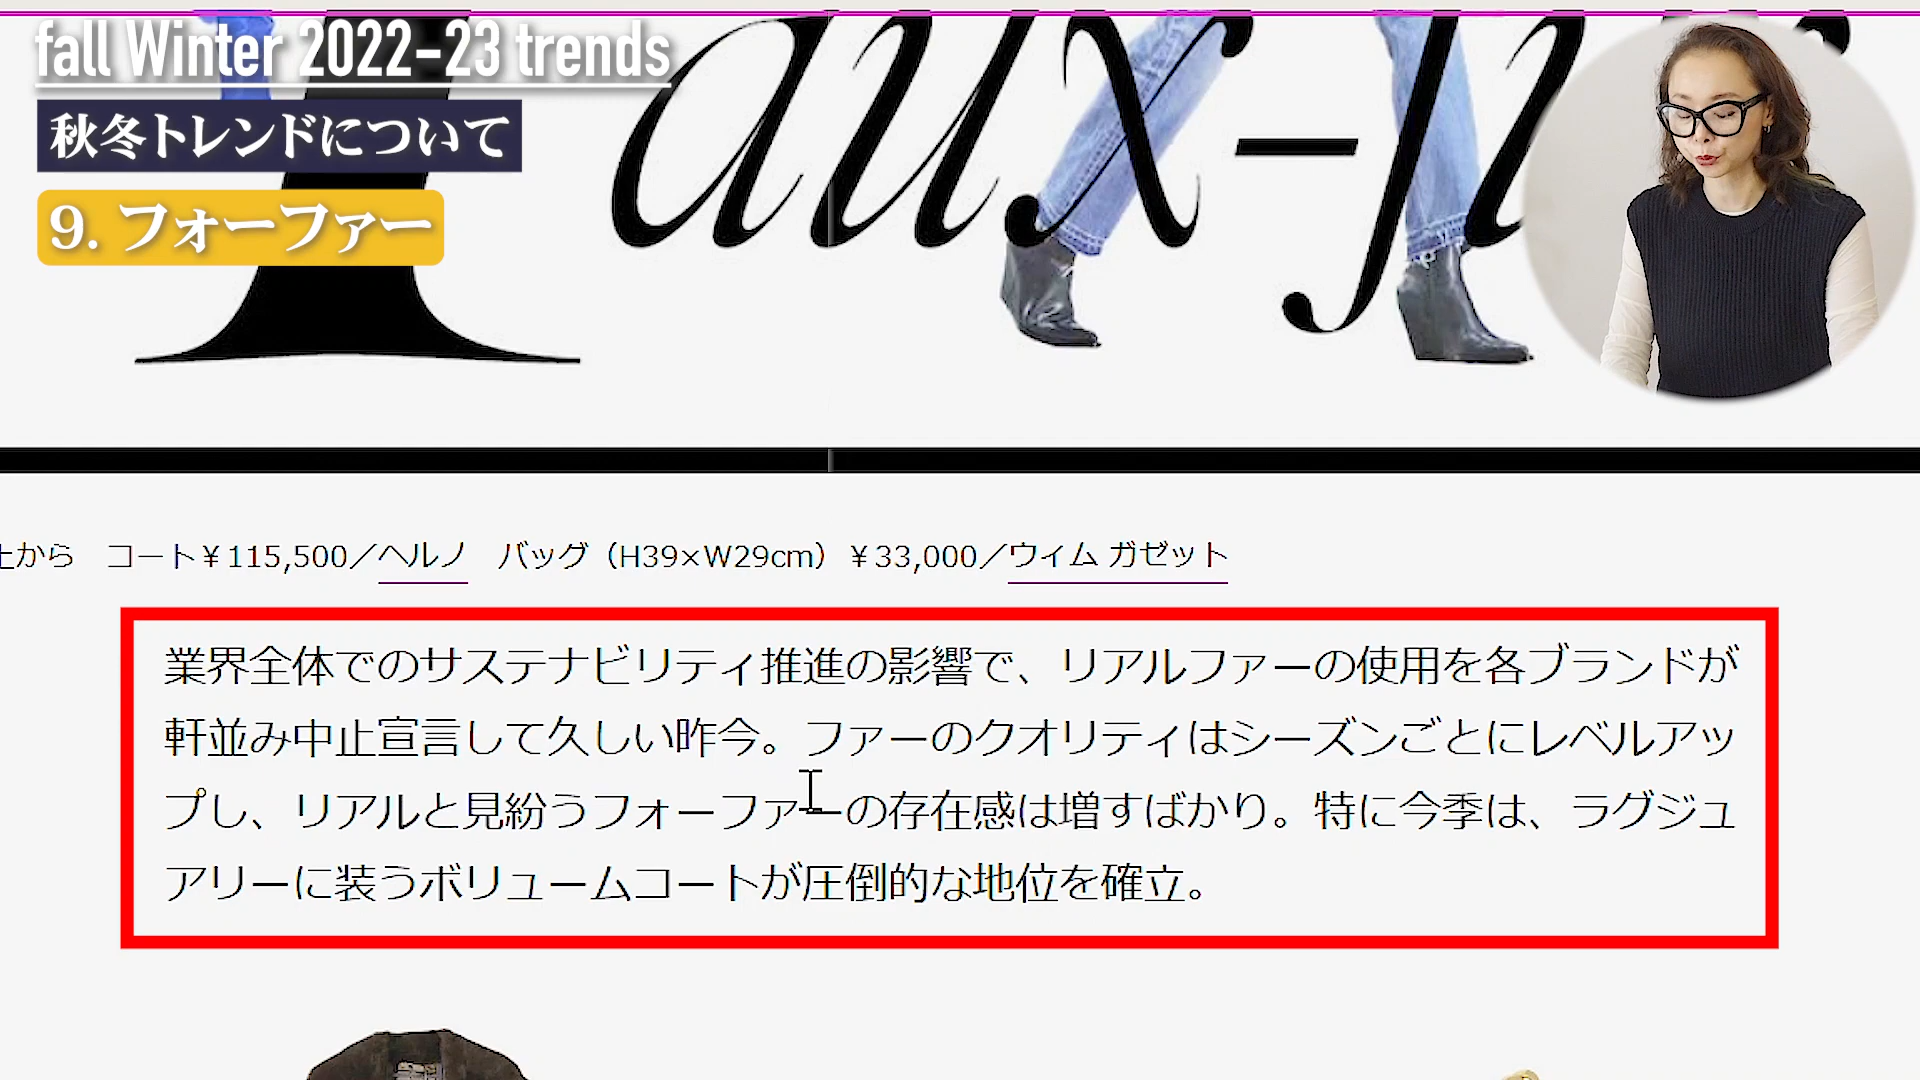 fall Winter 2022-23 trends
秋冬トレンドについて
9. フォーファー
aux-fu
から コート￥115,500／ヘルノ バッグ（H39×W29cm）￥33,000／ウィム ガゼット
業界全体でのサステナビリティ推進の影響で、リアルファーの使用を各ブランドが
軒並み中止宣言して久しい昨今。ファーのクオリティはシーズンごとにレベルアッ
プし、リアルと見紛うフォーファーの存在感は増すばかり。特に今季は、ラグジュ
アリーに装うボリュームコートが圧倒的な地位を確立。